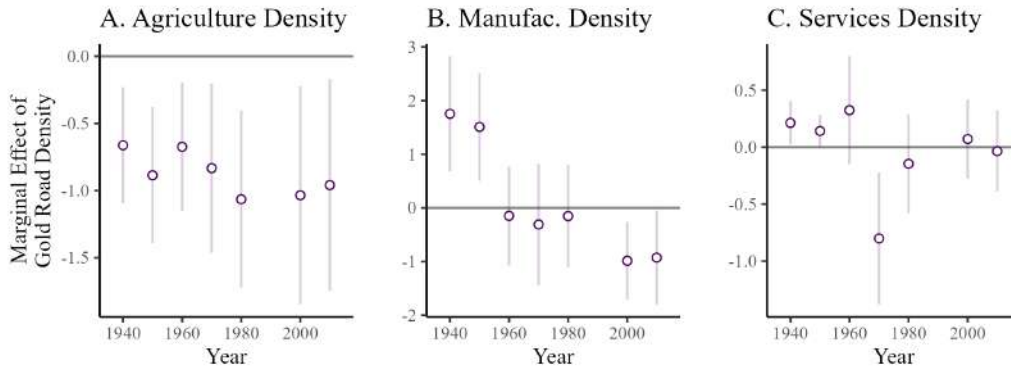 A. Agriculture Density
B. Manufac. Density
C. Services Density
Marginal Effect of
Gold Road Density
0.0
-0.5
-1.0
-1.5
1940 1960 1980 2000
Year
3
2
1
0
-1
-2
1940 1960 1980 2000
Year
0.5
0.0
-0.5
-1.0
1940 1960 1980 2000
Year